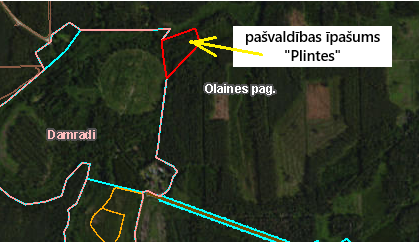 pašvaldības īpašums
"Plintes"
Olaines pag.
Damradi